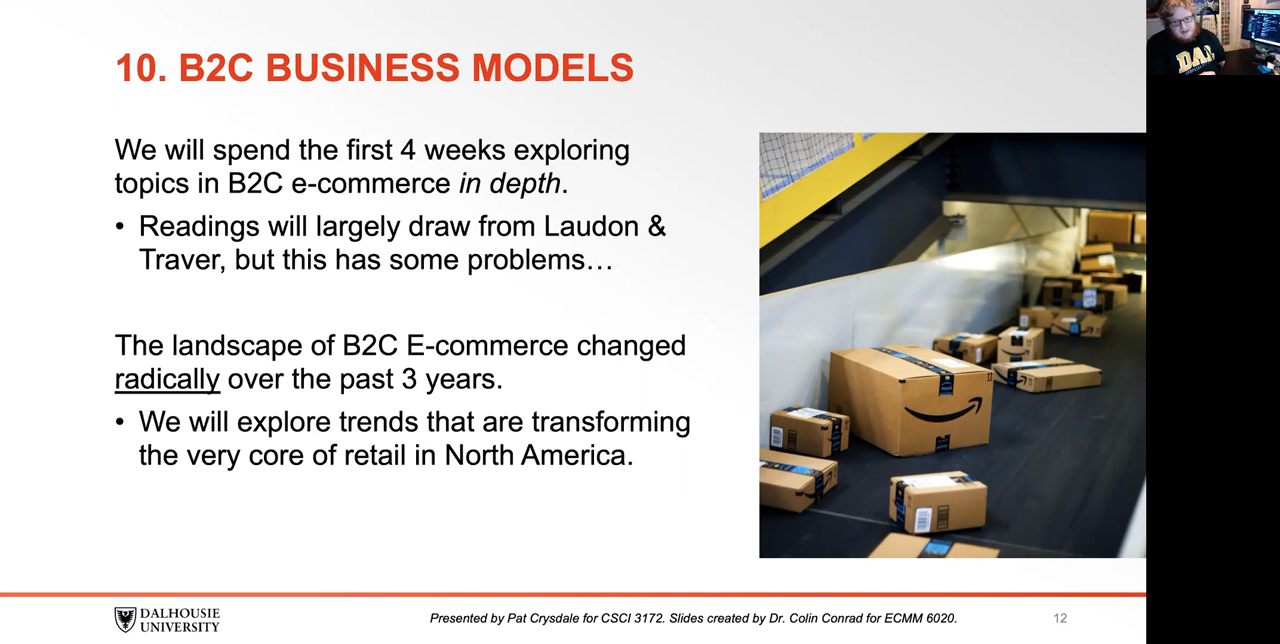 10. B2C BUSINESS MODELS
We will spend the first 4 weeks exploring
topics in B2C e-commerce in depth.
• Readings will largely draw from Laudon &
Traver, but this has some problems…
The landscape of B2C E-commerce changed
radically over the past 3 years.
• We will explore trends that are transforming
the very core of retail in North America.
DALHOUSIE
UNIVERSITY
Presented by Pat Crysdale for CSCI 3172. Slides created by Dr. Colin Conrad for ECMM 6020.
12
DAL